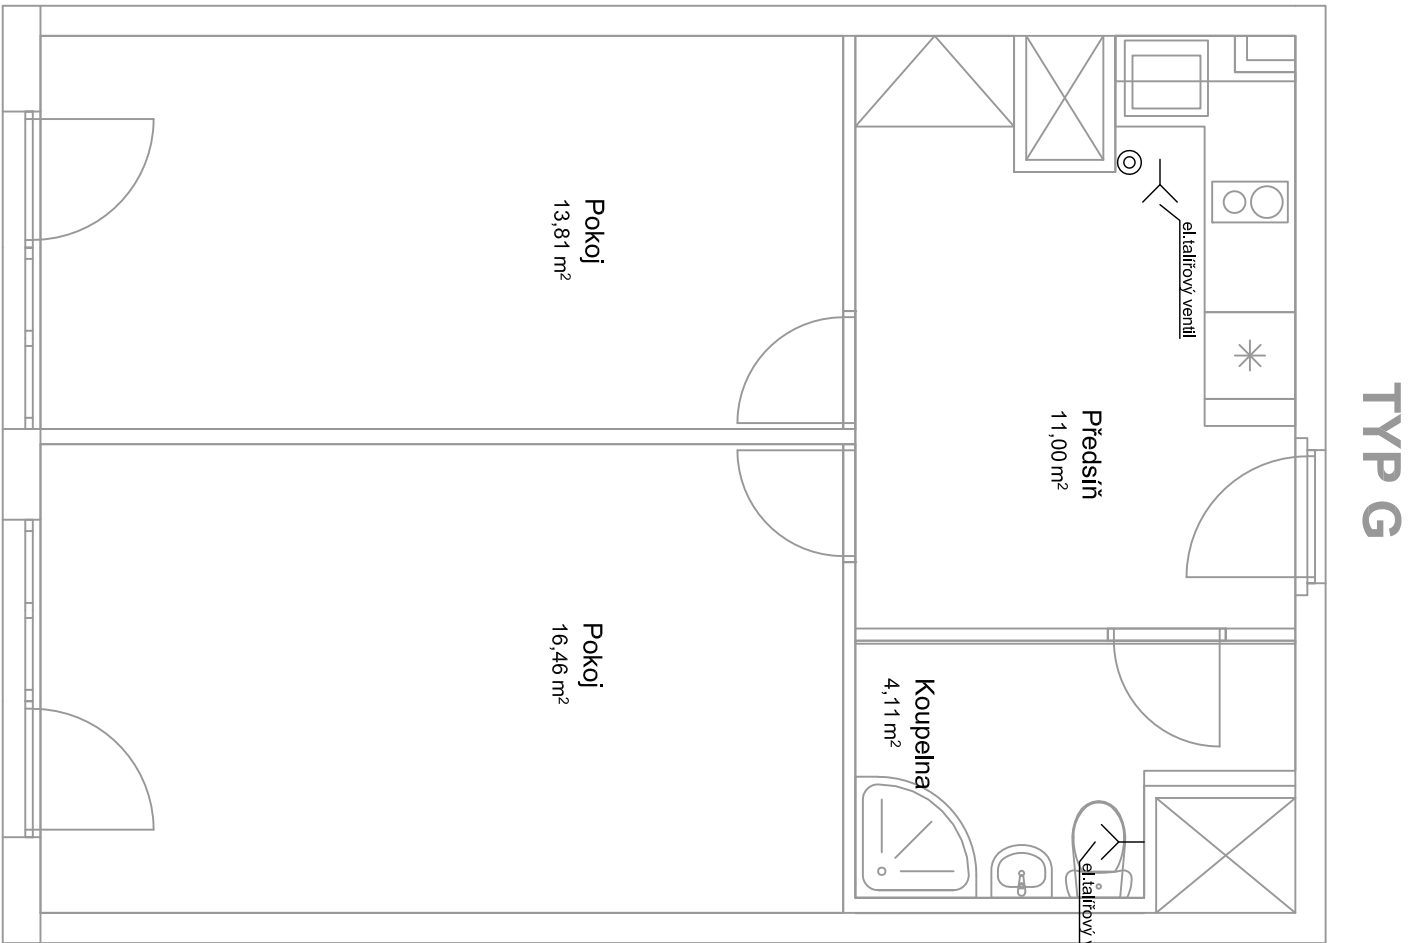 TYP G
el.talířový ventil
Předsíň
11,00 m²
Pokoj
13,81 m²
Koupelna
4,11 m²
Pokoj
16,46 m²
el.talířový v